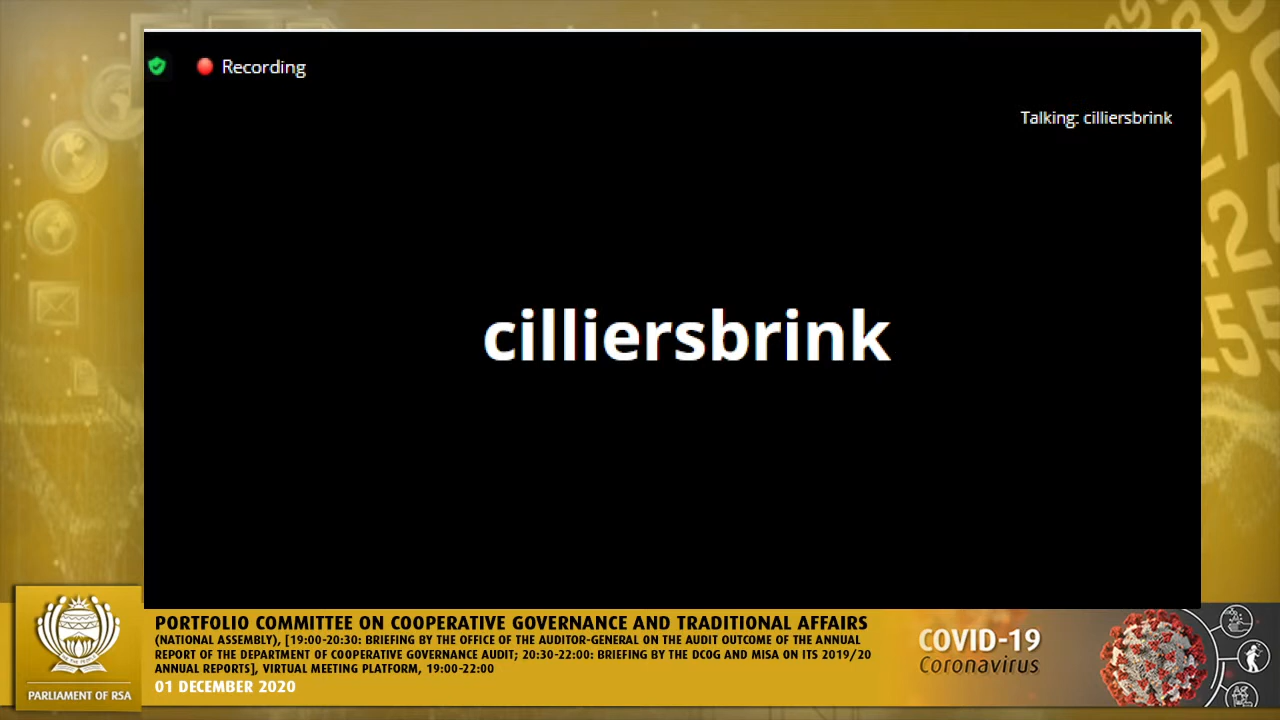 Recording
Talking: cilliersbrink
cilliersbrink
PORTFOLIO COMMITTEE ON COOPERATIVE GOVERNANCE AND TRADITIONAL AFFAIRS
(NATIONAL ASSEMBLY), [19:00-20:30: BRIEFING BY THE OFFICE OF THE AUDITOR-GENERAL ON THE AUDIT OUTCOME OF THE ANNUAL
REPORT OF THE DEPARTMENT OF COOPERATIVE GOVERNANCE AUDIT; 20:30-22:00: BRIEFING BY THE DCOG AND MISA ON ITS 2019/20
ANNUAL REPORTS], VIRTUAL MEETING PLATFORM, 19:00-22:00
01 DECEMBER 2020
PARLIAMENT OF RSA
COVID-19
Coronavirus